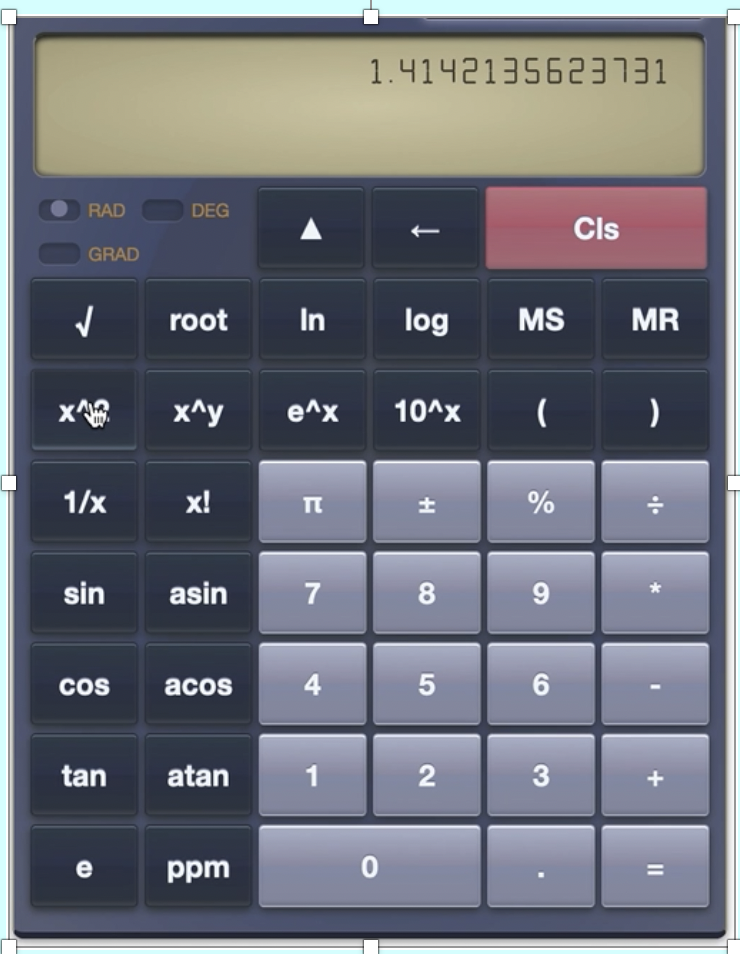 1.4142135623731
RAD DEG
▲ ← Cls
GRAD
√ root ln log MS MR
x^y e^x 10^x ( )
1/x x! π ± % ÷
sin asin 7 8 9 *
cos acos 4 5 6 -
tan atan 1 2 3 +
e ppm 0 . =